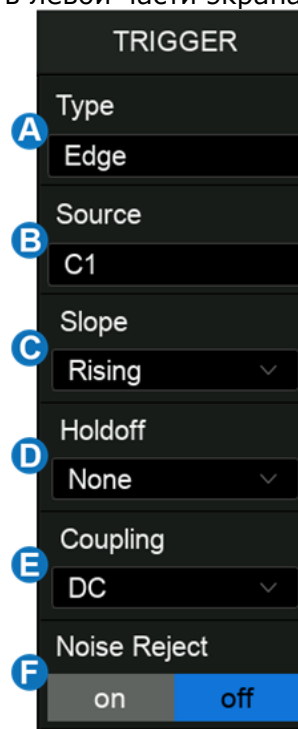 в левой части экрана
TRIGGER
Type
A
Edge
Source
B
C1
Slope
C
Rising
Holdoff
D
None
Coupling
E
DC
Noise Reject
F
on off